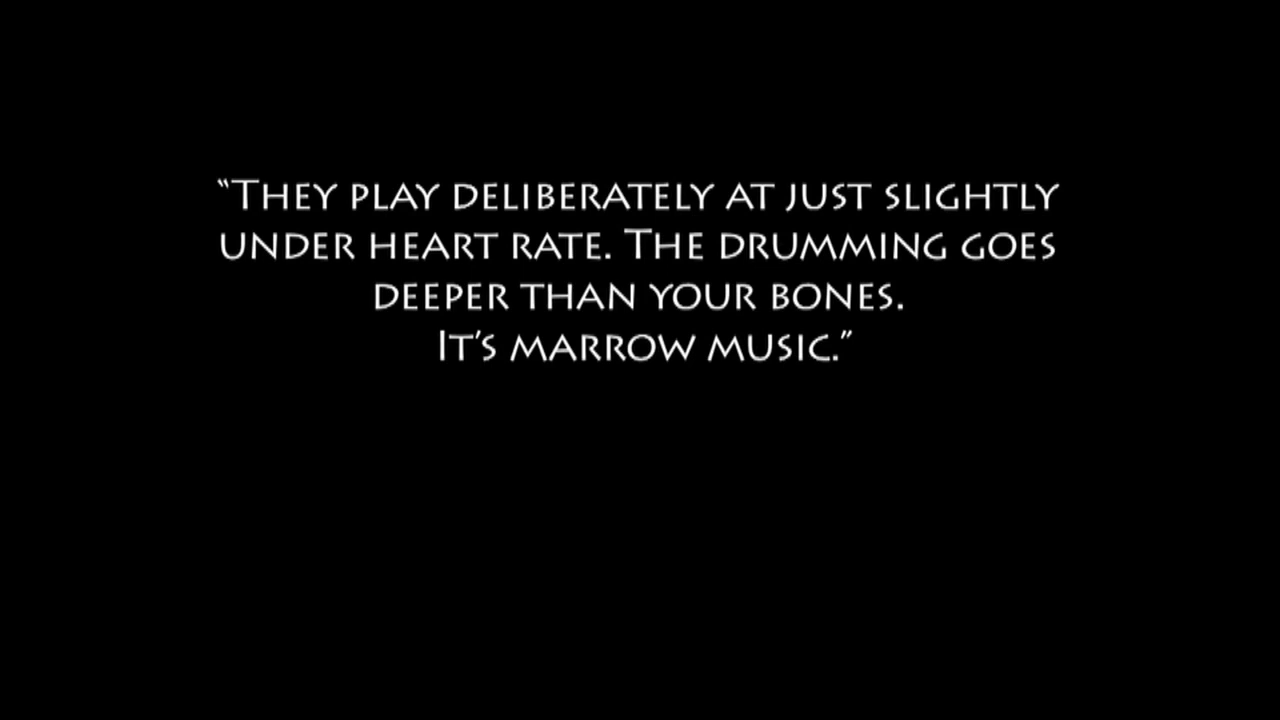 “They play deliberately at just slightly
under heart rate. The drumming goes
deeper than your bones.
It’s marrow music.”